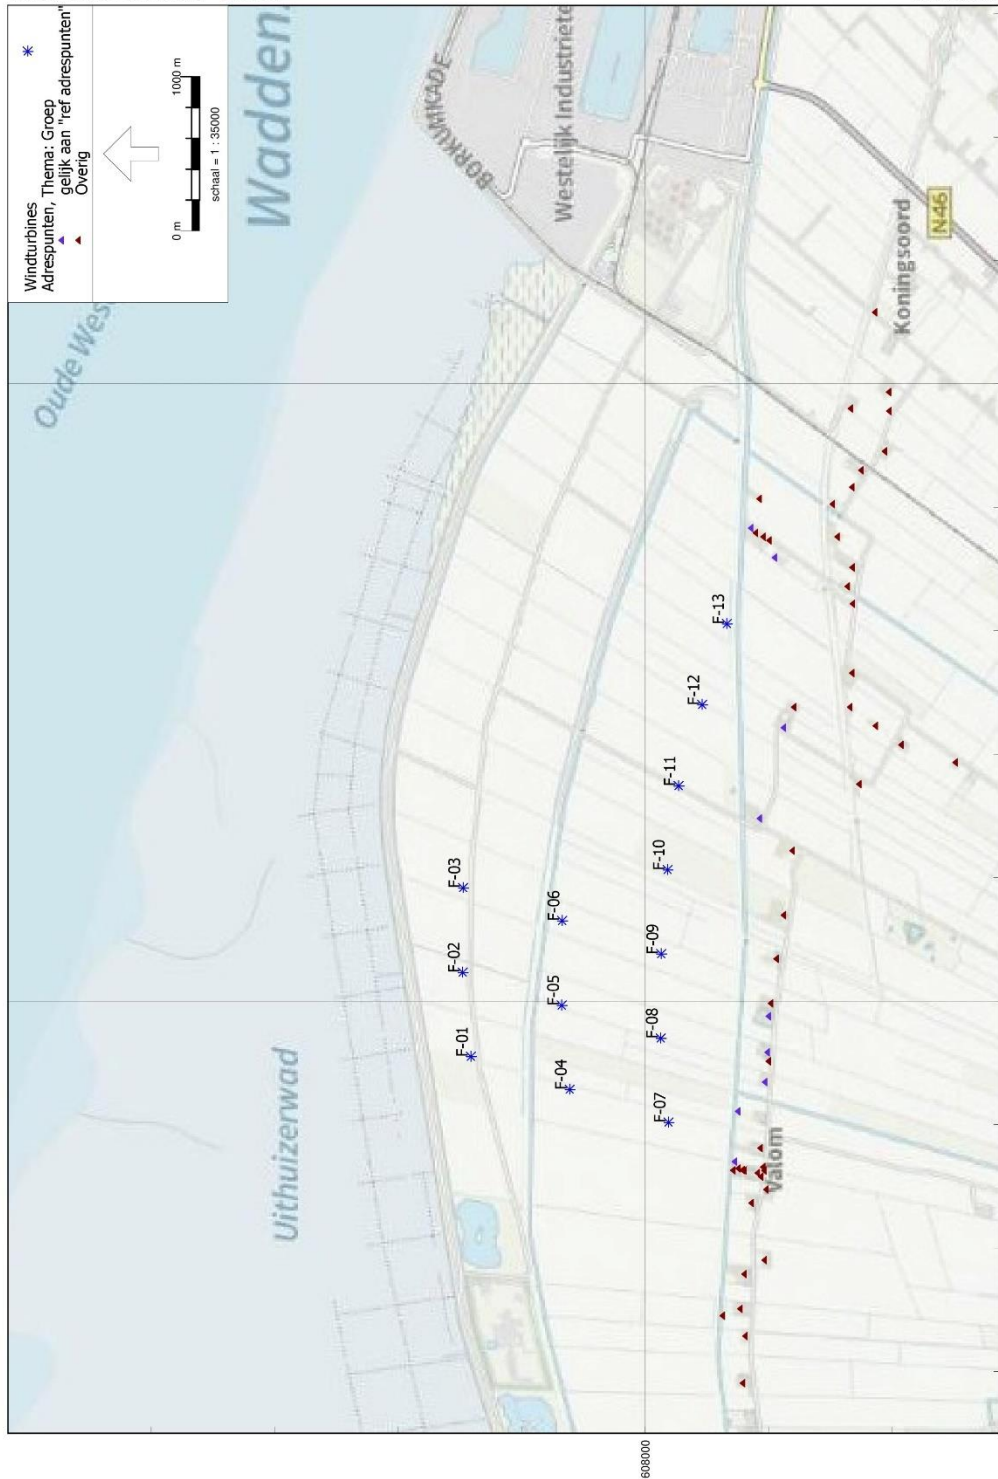 Windturbines
Adrespunten, Thema: Groep
gelijk aan "ref adrespunten"
Overig
0 m
1000 m
schaal = 1 : 35000
Oude Wes
Wadden
Uithuizerwad
BORKUMKADE
Westelijk Industriete
F-01
F-02
F-03
F-04
F-05
F-06
F-07
F-08
F-09
F-10
F-11
F-12
F-13
Valom
Koningsoord
N46
608000